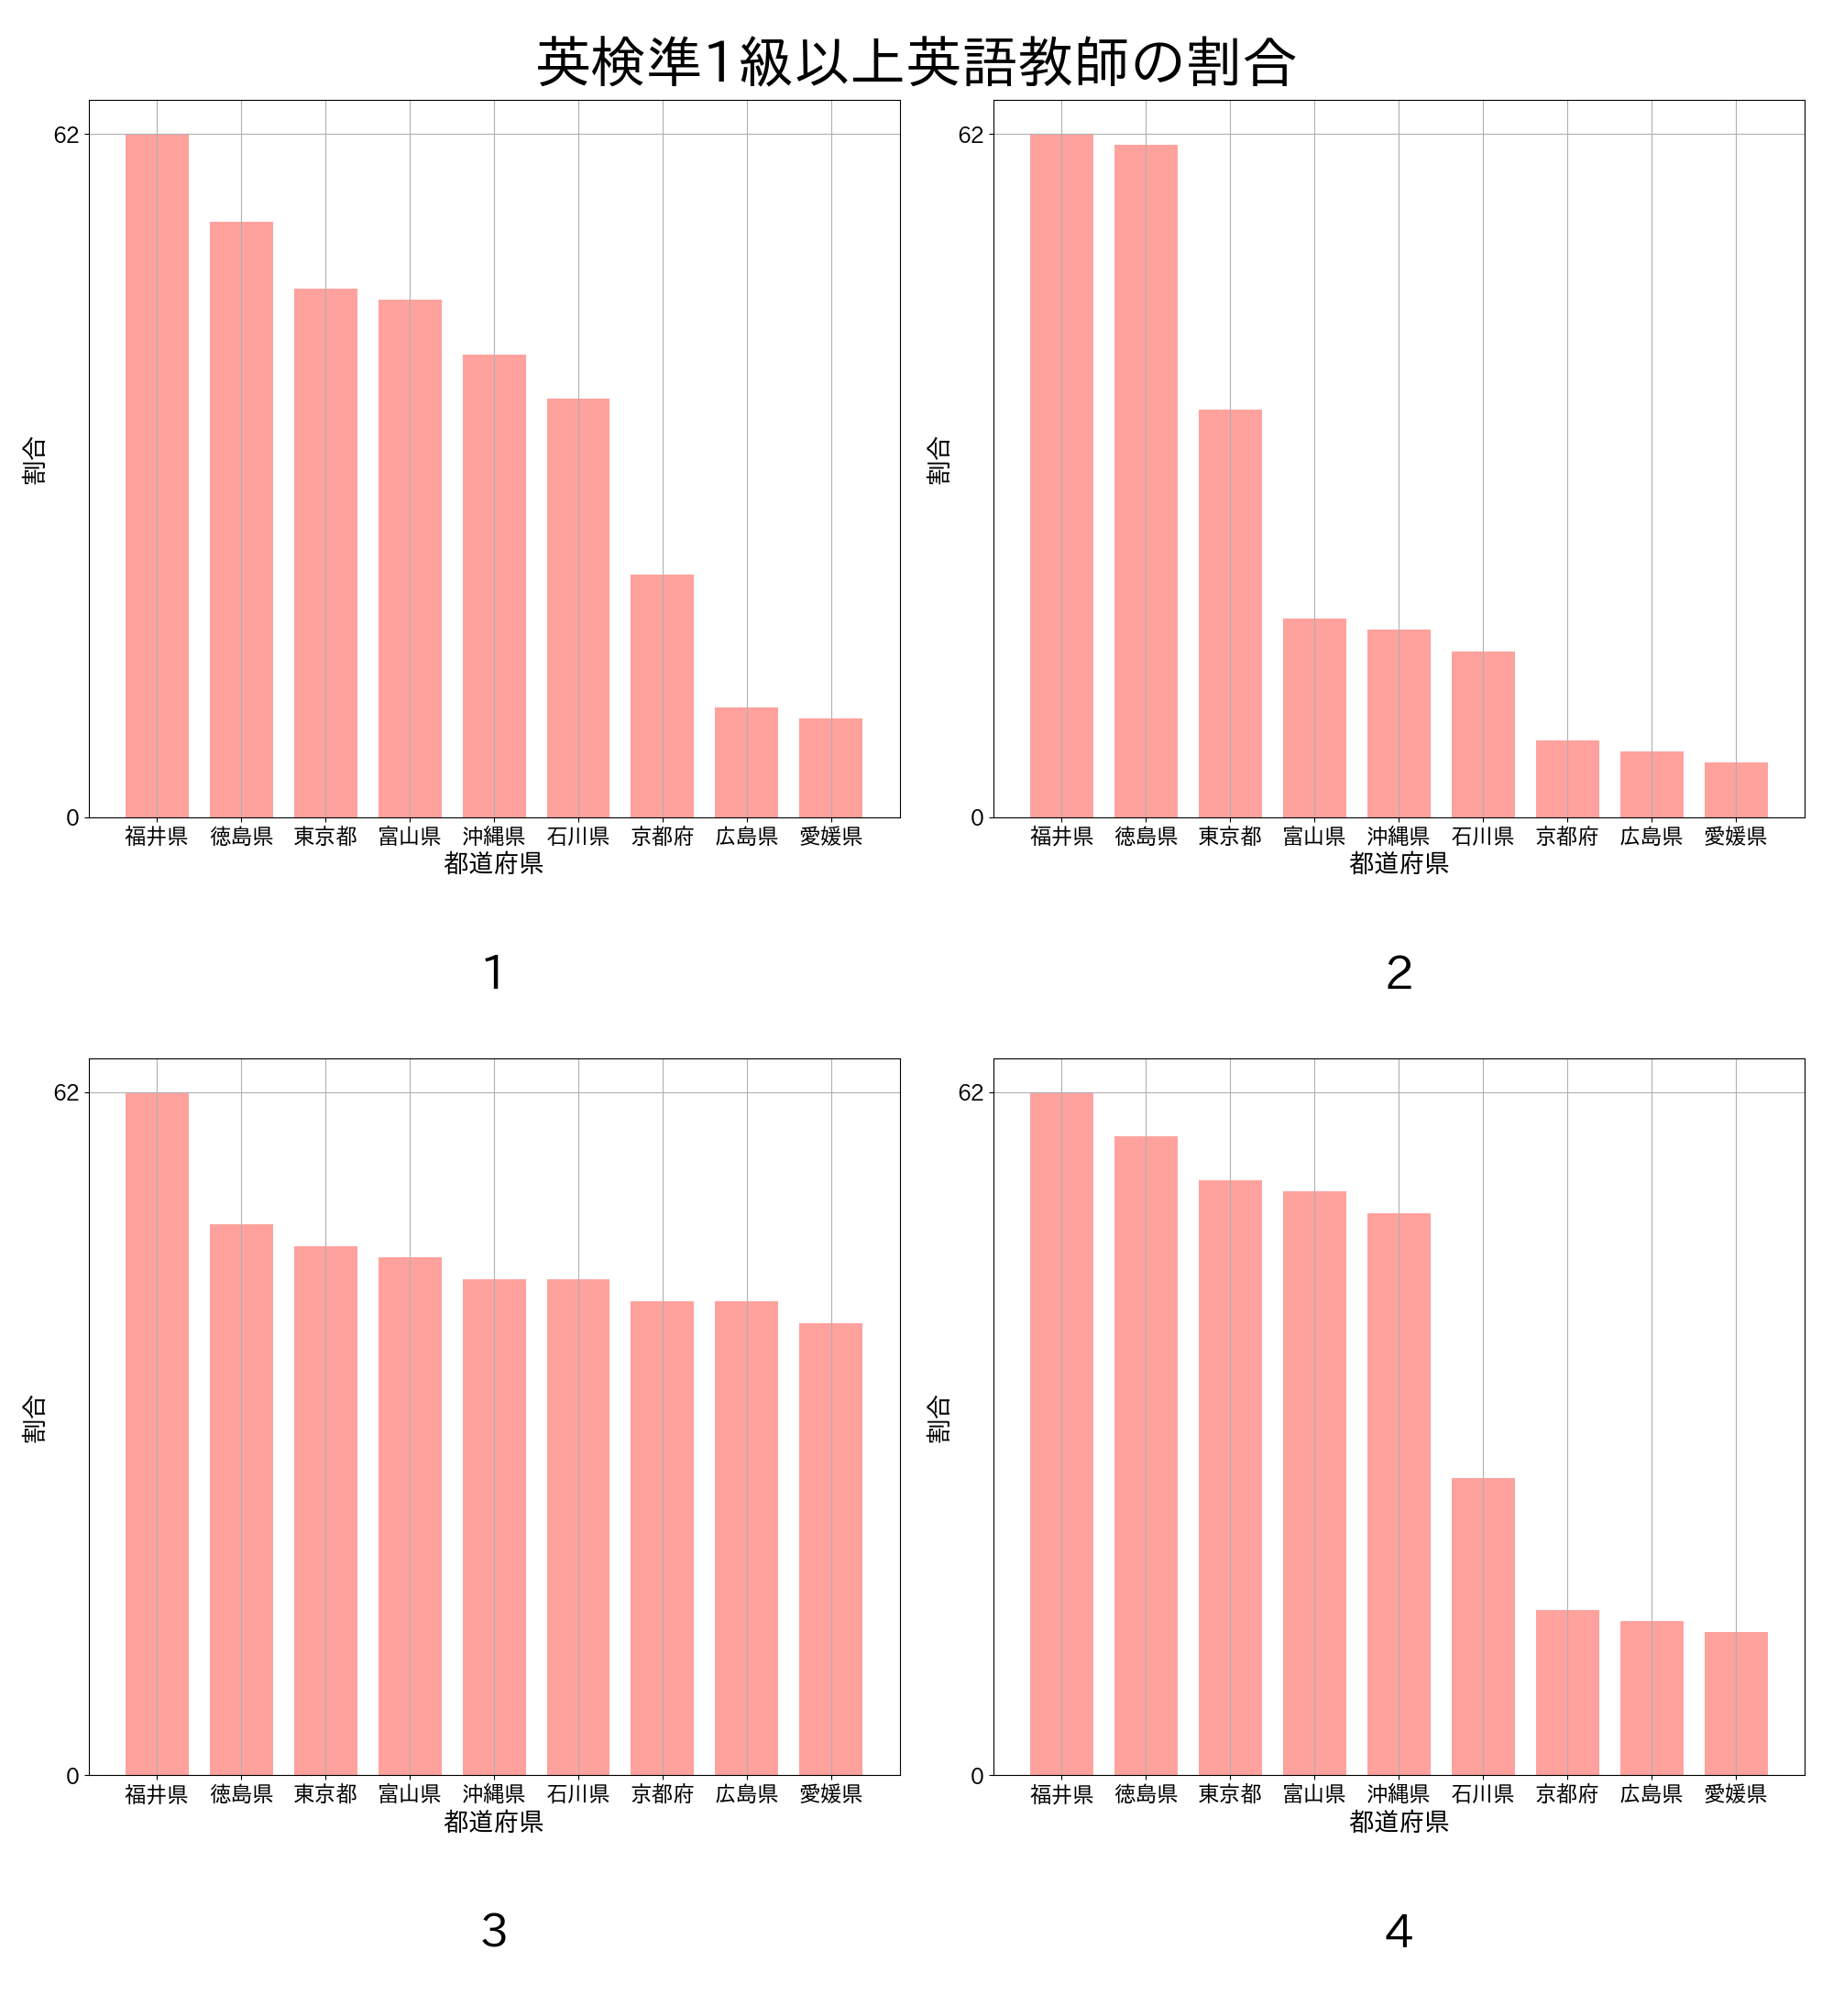 英検準1級以上英語教師の割合
62
0
割合
福井県 徳島県 東京都 富山県 沖縄県 石川県 京都府 広島県 愛媛県
都道府県
1
62
0
割合
福井県 徳島県 東京都 富山県 沖縄県 石川県 京都府 広島県 愛媛県
都道府県
2
62
0
割合
福井県 徳島県 東京都 富山県 沖縄県 石川県 京都府 広島県 愛媛県
都道府県
3
62
0
割合
福井県 徳島県 東京都 富山県 沖縄県 石川県 京都府 広島県 愛媛県
都道府県
4